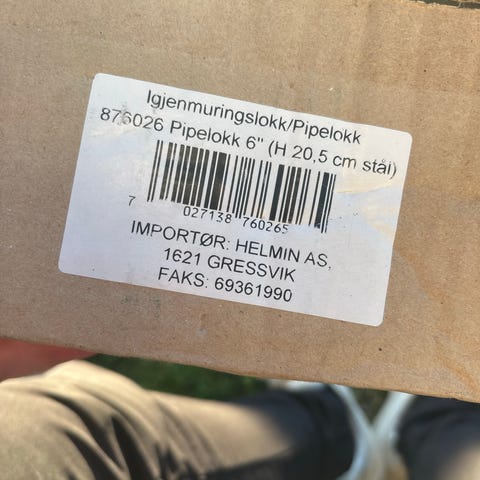 Igjenmuringslokk/Pipelokk
876026 Pipelokk 6" (H 20,5 cm stål)
7 027138 760265
IMPORTØR: HELMIN AS,
1621 GRESSVIK
FAKS: 69361990